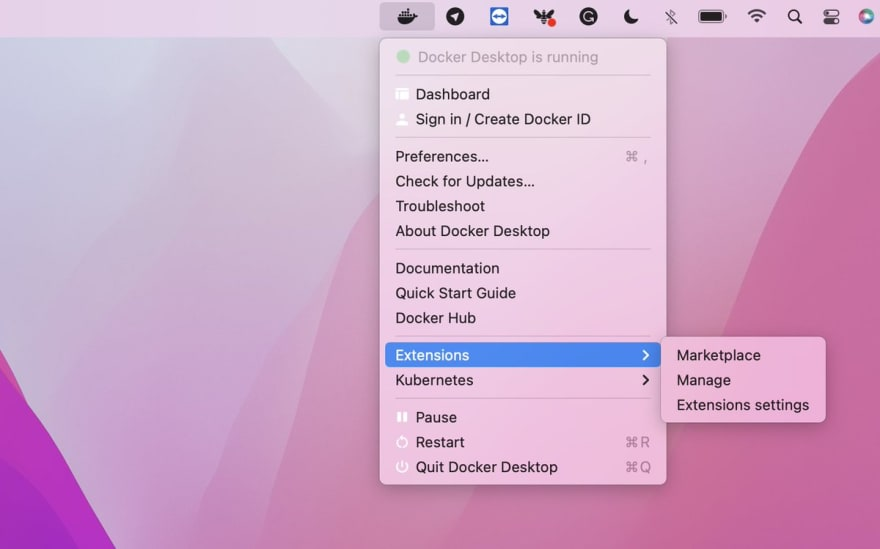 Docker Desktop is running
Dashboard
Sign in / Create Docker ID
Preferences... ⌘ ,
Check for Updates...
Troubleshoot
About Docker Desktop
Documentation
Quick Start Guide
Docker Hub
Extensions
Kubernetes
Marketplace
Manage
Extensions settings
Pause
Restart ⌘R
Quit Docker Desktop ⌘Q